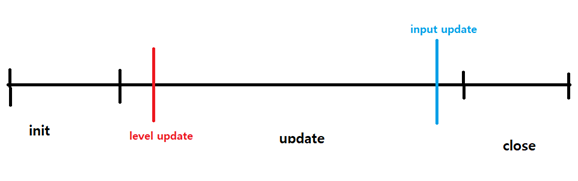 input update
init
level update
update
close